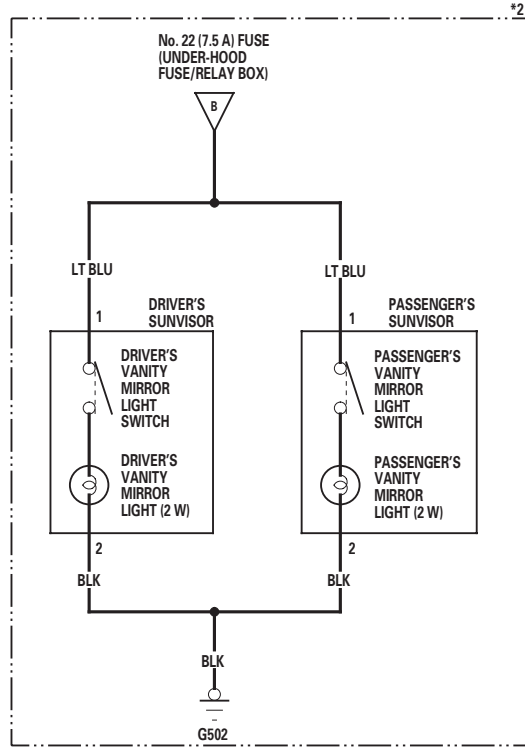 *2
No. 22 (7.5 A) FUSE
(UNDER-HOOD
FUSE/RELAY BOX)
B
LT BLU
LT BLU
1
DRIVER'S
SUNVISOR
1
PASSENGER'S
SUNVISOR
DRIVER'S
VANITY
MIRROR
LIGHT
SWITCH
PASSENGER'S
VANITY
MIRROR
LIGHT
SWITCH
DRIVER'S
VANITY
MIRROR
LIGHT (2 W)
PASSENGER'S
VANITY
MIRROR
LIGHT (2 W)
2
2
BLK
BLK
BLK
G502